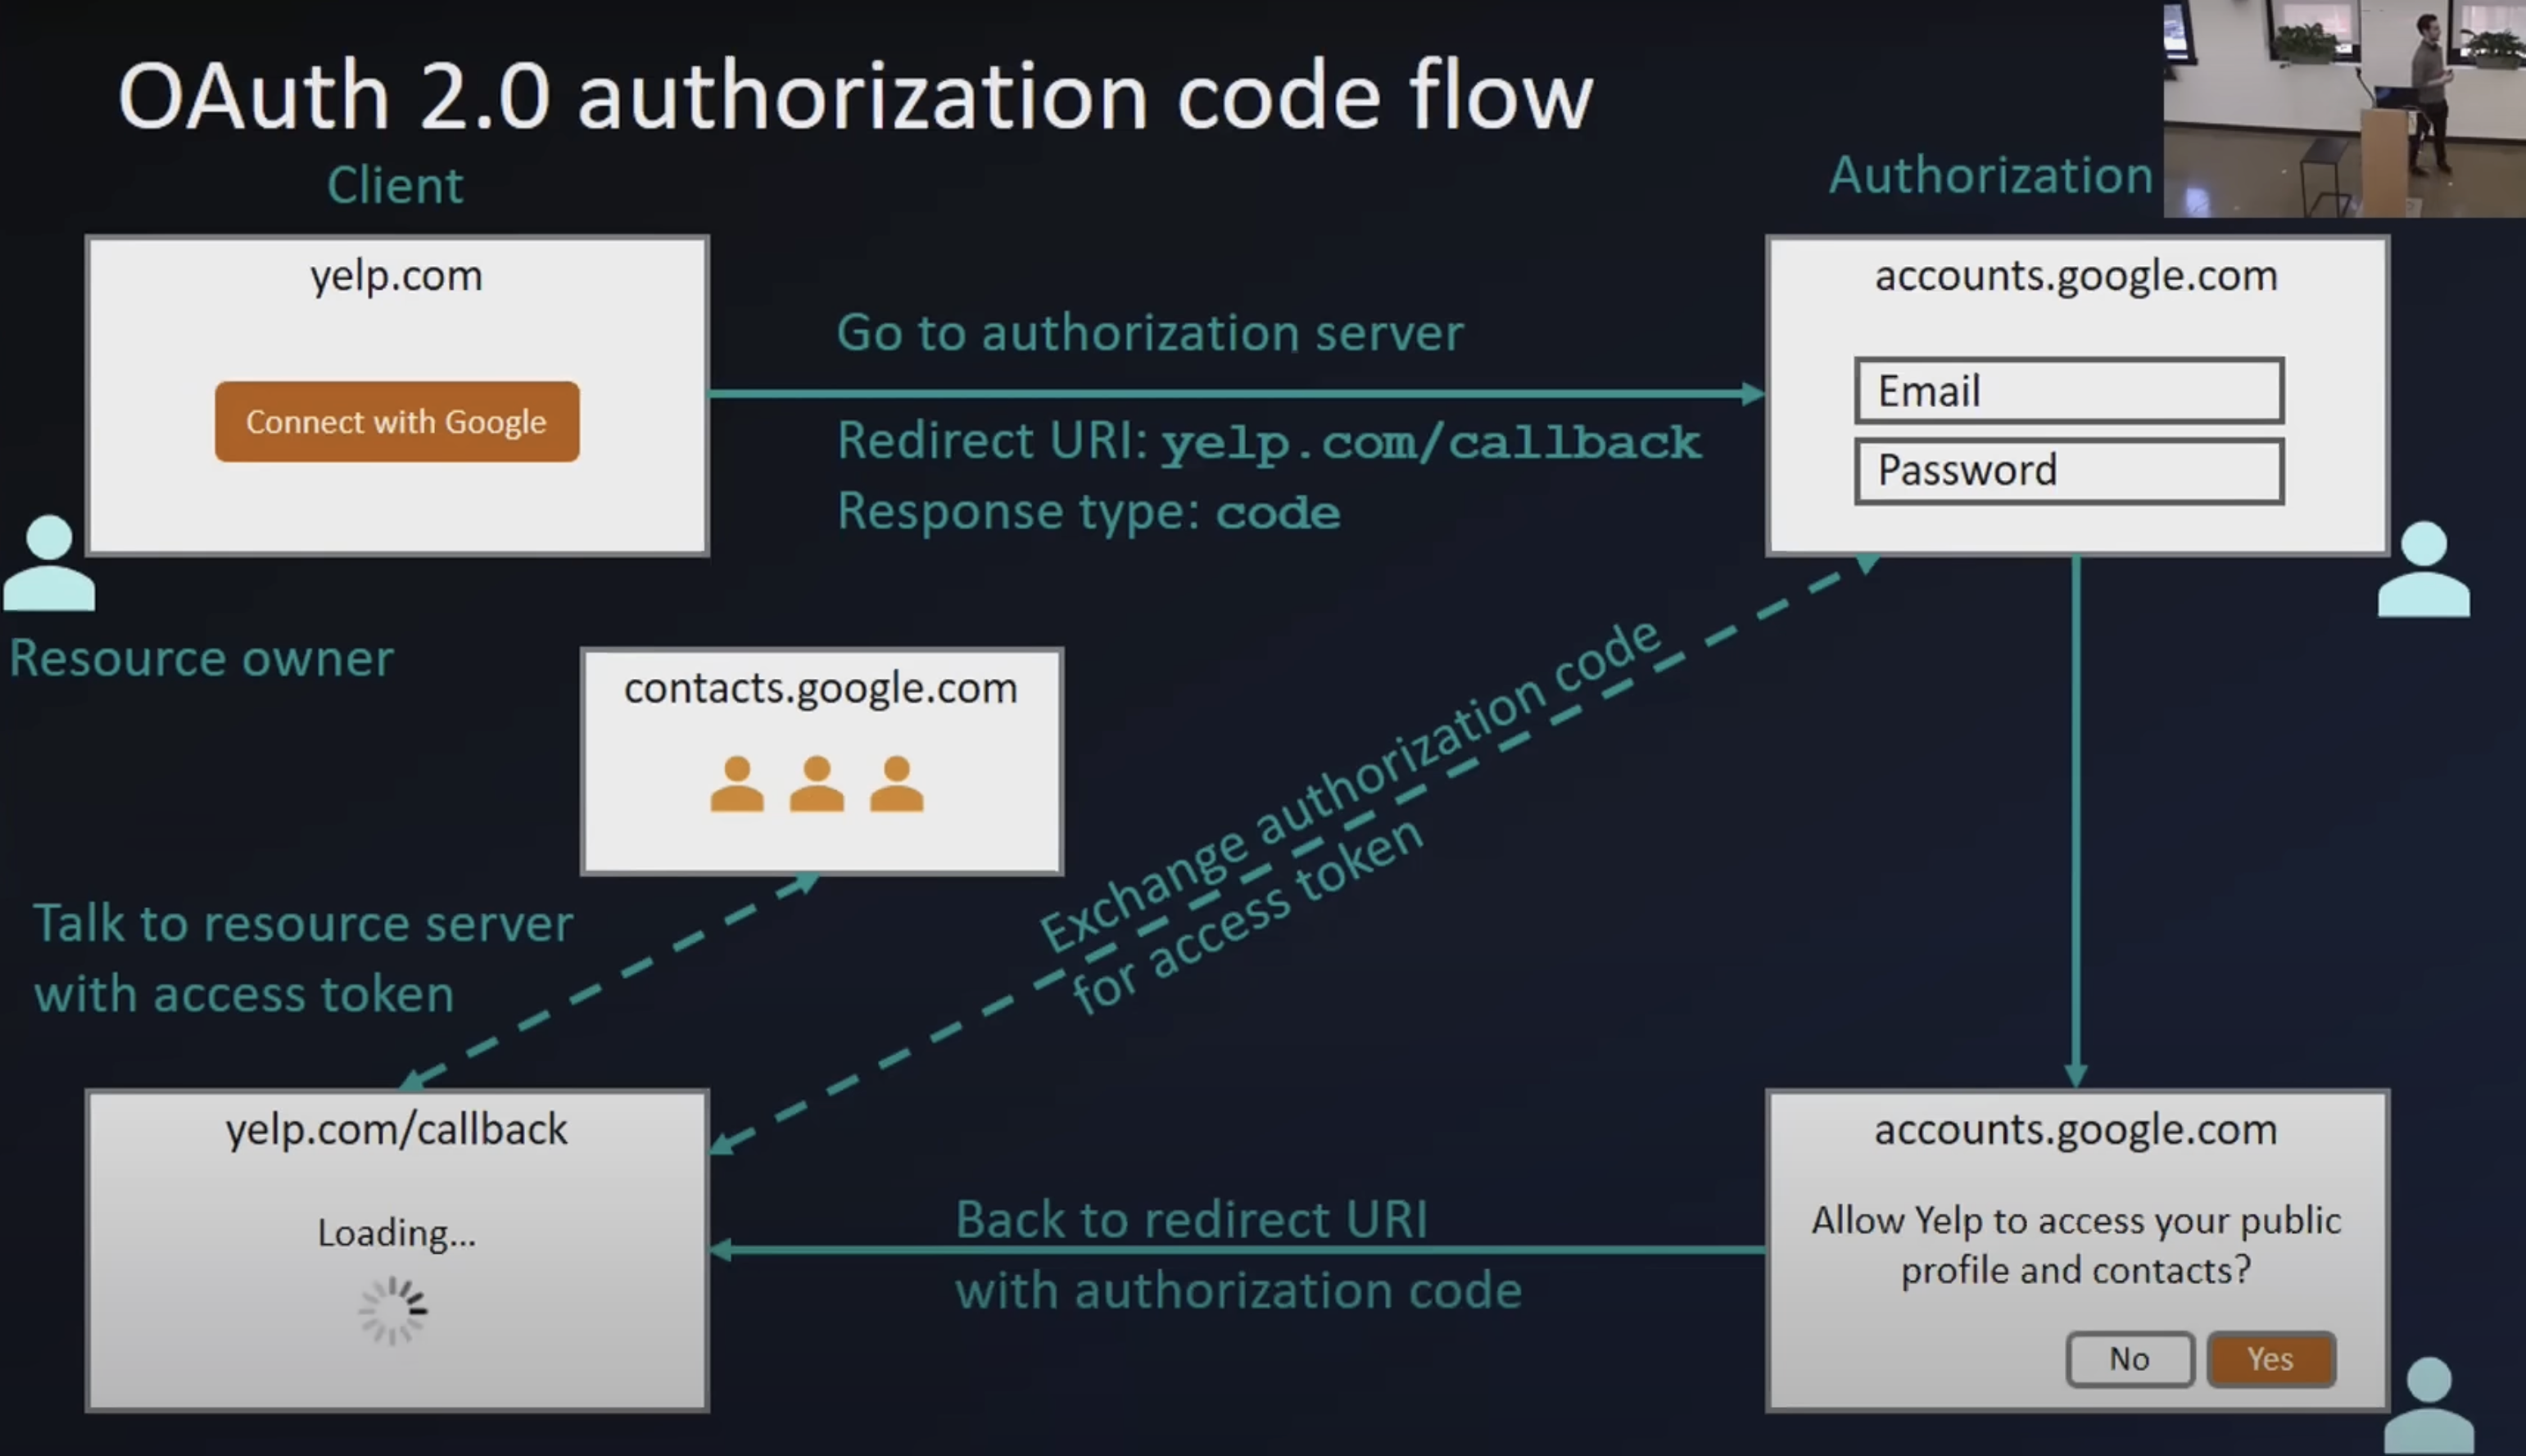 OAuth 2.0 authorization code flow
Client
Authorization
yelp.com
Connect with Google
Go to authorization server
Redirect URI: yelp.com/callback
Response type: code
accounts.google.com
Email
Password
Resource owner
contacts.google.com
Exchange authorization code
for access token
Talk to resource server
with access token
yelp.com/callback
Loading...
Back to redirect URI
with authorization code
accounts.google.com
Allow Yelp to access your public
profile and contacts?
No
Yes